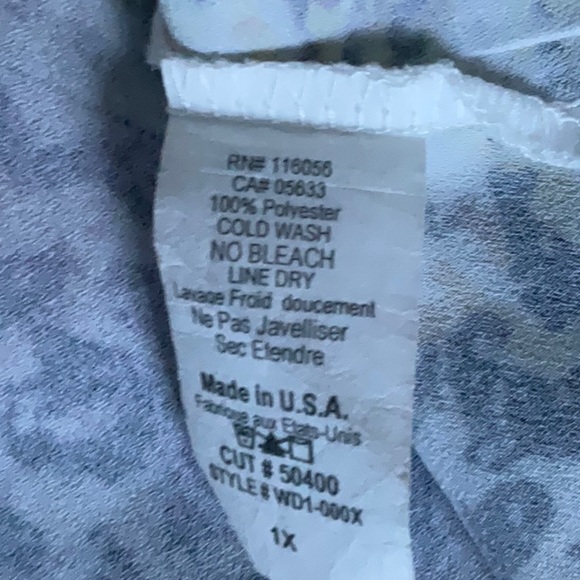 RN# 116056
CA# 05633
100% Polyester
COLD WASH
NO BLEACH
LINE DRY
Lavage Froid doucement
Ne Pas Javelliser
Sec Etendre
Made in U.S.A.
Fabrique aux Etats-Unis
CUT # 50400
STYLE # WD1-000X
1X